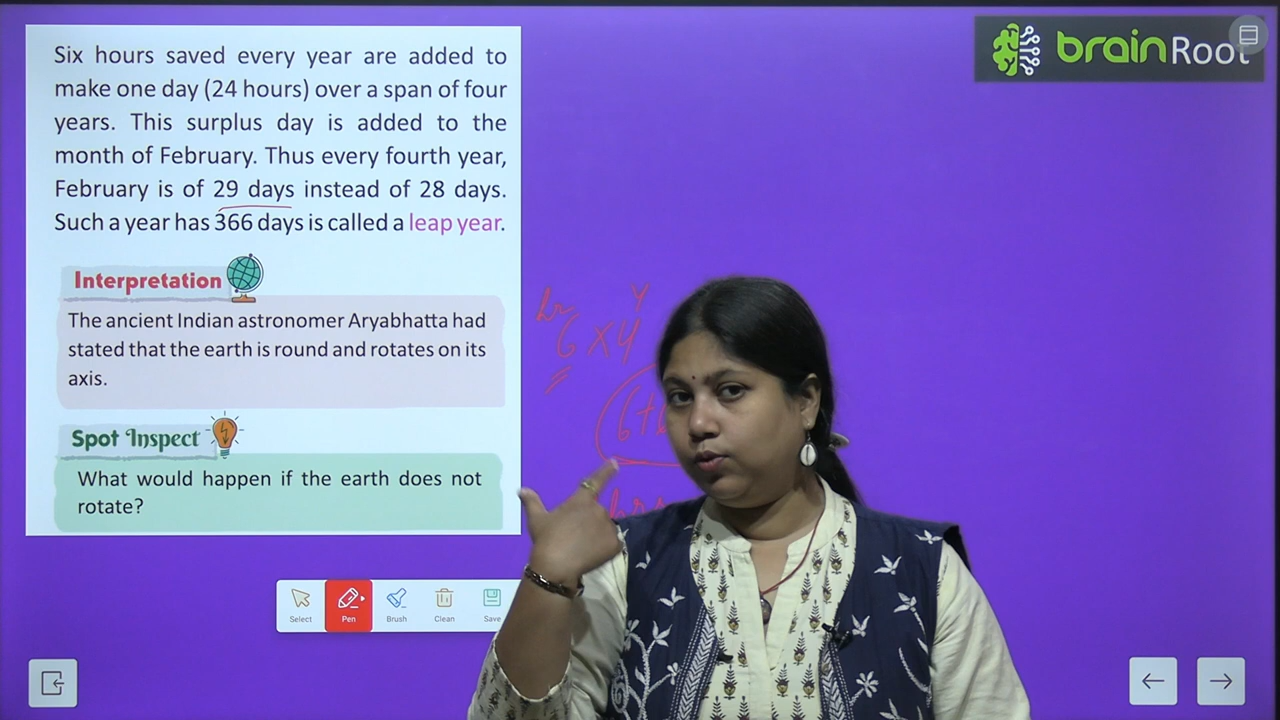 Six hours saved every year are added to
make one day (24 hours) over a span of four
years. This surplus day is added to the
month of February. Thus every fourth year,
February is of 29 days instead of 28 days.
Such a year has 366 days is called a leap year.
Interpretation
The ancient Indian astronomer Aryabhatta had
stated that the earth is round and rotates on its
axis.
Spot Inspect
What would happen if the earth does not
rotate?
brainRoot
hr
6 x 4
6+
hrs
Select Pen Brush Clean Save